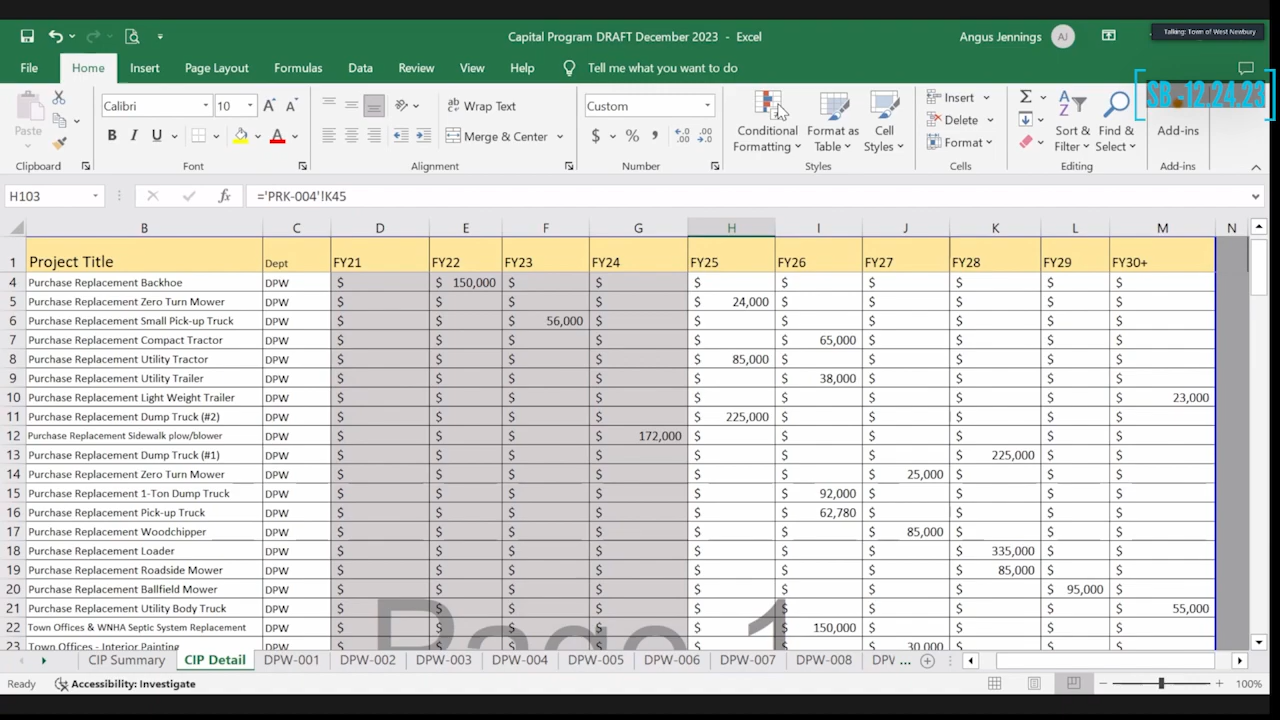 Capital Program DRAFT December 2023 - Excel
Angus Jennings AJ
Talking: Town of West Newbury
File Home Insert Page Layout Formulas Data Review View Help Tell me what you want to do
SB -12.24.23
Paste
Calibri 10
Wrap Text
Merge & Center
Custom
$ % ,
Conditional Formatting
Format as Table
Cell Styles
Insert
Delete
Format
Sort & Filter
Find & Select
Add-ins
Clipboard Font Alignment Number Styles Cells Editing Add-ins
H103 fx ='PRK-004'!K45
B C D E F G H I J K L M N
1 Project Title Dept FY21 FY22 FY23 FY24 FY25 FY26 FY27 FY28 FY29 FY30+
4 Purchase Replacement Backhoe DPW $ $ 150,000 $ $ $ $ $ $ $ $
5 Purchase Replacement Zero Turn Mower DPW $ $ $ $ $ 24,000 $ $ $ $ $
6 Purchase Replacement Small Pick-up Truck DPW $ $ $ 56,000 $ $ $ $ $ $ $
7 Purchase Replacement Compact Tractor DPW $ $ $ $ $ $ 65,000 $ $ $ $
8 Purchase Replacement Utility Tractor DPW $ $ $ $ $ 85,000 $ $ $ $ $
9 Purchase Replacement Utility Trailer DPW $ $ $ $ $ $ 38,000 $ $ $ $
10 Purchase Replacement Light Weight Trailer DPW $ $ $ $ $ $ $ $ $ $ 23,000
11 Purchase Replacement Dump Truck (#2) DPW $ $ $ $ $ 225,000 $ $ $ $ $
12 Purchase Replacement Sidewalk plow/blower DPW $ $ $ $ 172,000 $ $ $ $ $ $
13 Purchase Replacement Dump Truck (#1) DPW $ $ $ $ $ $ $ $ 225,000 $ $
14 Purchase Replacement Zero Turn Mower DPW $ $ $ $ $ $ $ 25,000 $ $ $
15 Purchase Replacement 1-Ton Dump Truck DPW $ $ $ $ $ $ 92,000 $ $ $ $
16 Purchase Replacement Pick-up Truck DPW $ $ $ $ $ $ 62,780 $ $ $ $
17 Purchase Replacement Woodchipper DPW $ $ $ $ $ $ $ 85,000 $ $ $
18 Purchase Replacement Loader DPW $ $ $ $ $ $ $ $ 335,000 $ $
19 Purchase Replacement Roadside Mower DPW $ $ $ $ $ $ $ $ 85,000 $ $
20 Purchase Replacement Ballfield Mower DPW $ $ $ $ $ $ $ $ $ 95,000 $
21 Purchase Replacement Utility Body Truck DPW $ $ $ $ $ $ $ $ $ $ 55,000
22 Town Offices & WNHA Septic System Replacement DPW $ $ $ $ $ $ 150,000 $ $ $ $
23 Town Offices - Interior Painting DPW $ $ $ $ $ $ $ 30,000 $ $ $
Page 1
CIP Summary CIP Detail DPW-001 DPW-002 DPW-003 DPW-004 DPW-005 DPW-006 DPW-007 DPW-008 DPV ...
Ready Accessibility: Investigate 100%